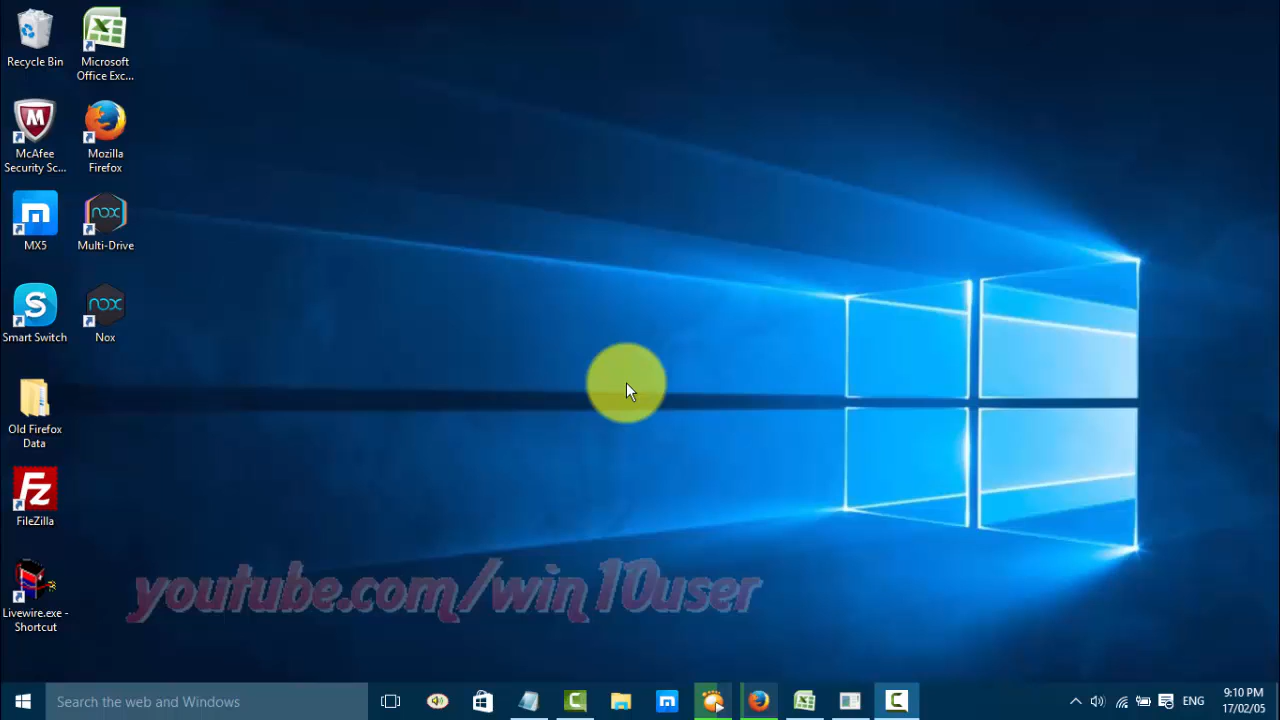 Recycle Bin
Microsoft
Office Exc...
McAfee
Security Sc...
Mozilla
Firefox
MX5
Multi-Drive
Smart Switch
Nox
Old Firefox
Data
FileZilla
Livewire.exe -
Shortcut
youtube.com/win10user
Search the web and Windows
ENG
9:10 PM
17/02/05